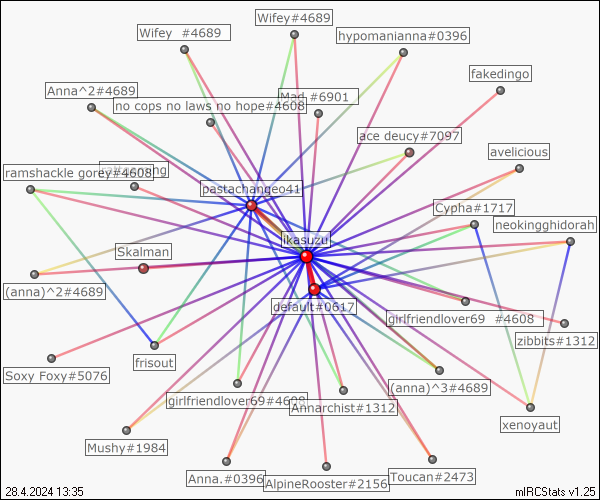 Wifey#4689
Wifey  #4689
hypomanianna#0396
fakedingo
Anna^2#4689
Mad #6901
no cops no laws no hope#4608
ace deucy#7097
avelicious
ramshackle gorey#4608
pastachangeo41
Cypha#1717
neokingghidorah
ikasuzu
Skalman
(anna)^2#4689
default#0617
girlfriendlover69  #4608
zibbits#1312
frisout
Soxy Foxy#5076
(anna)^3#4689
girlfriendlover69#4608
Annarchist#1312
xenoyaut
Mushy#1984
Anna.#0396
AlpineRooster#2156
Toucan#2473
28.4.2024 13:35
mIRCStats v1.25